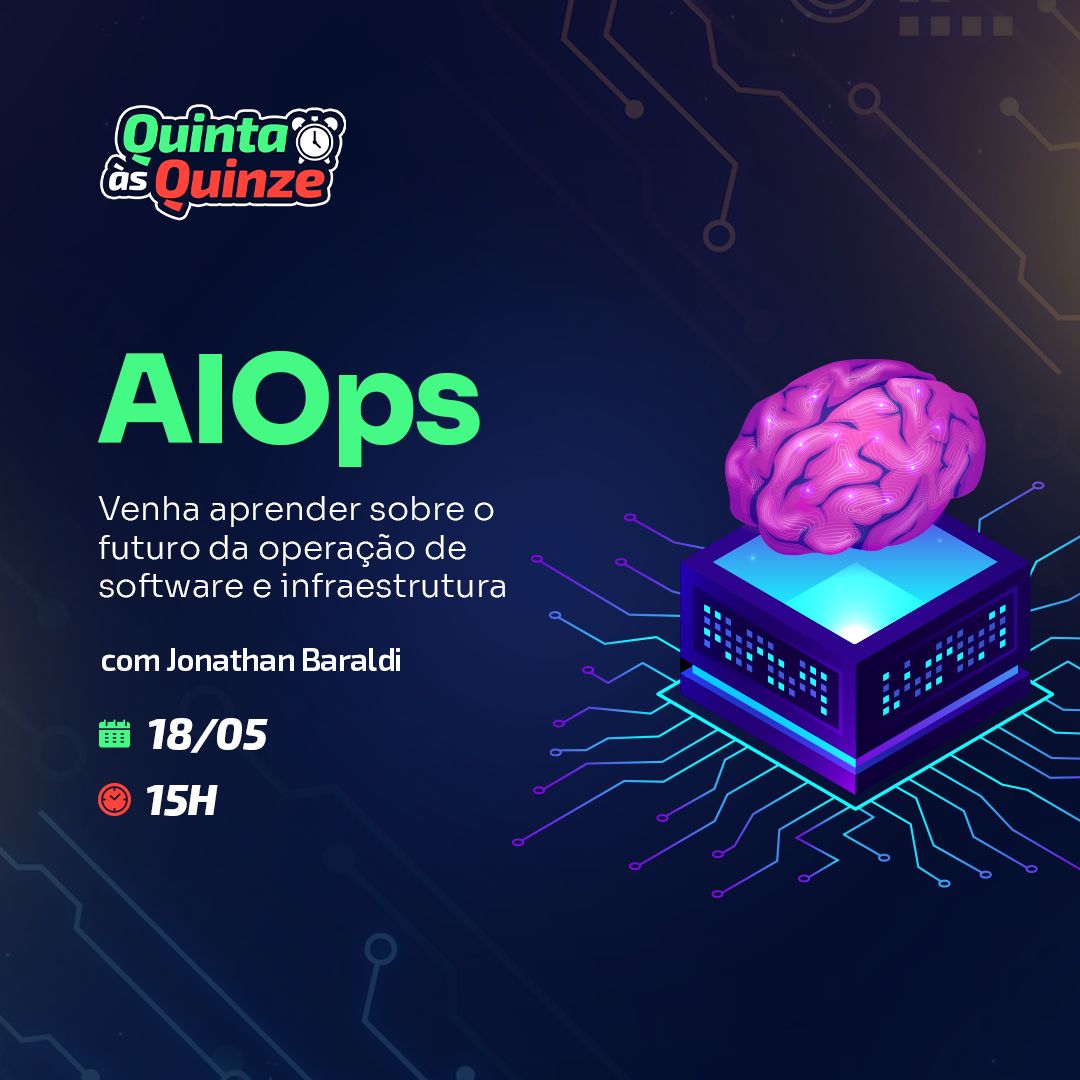 Quinta
às Quinze
AIOps
Venha aprender sobre o
futuro da operação de
software e infraestrutura
com Jonathan Baraldi
18/05
15H